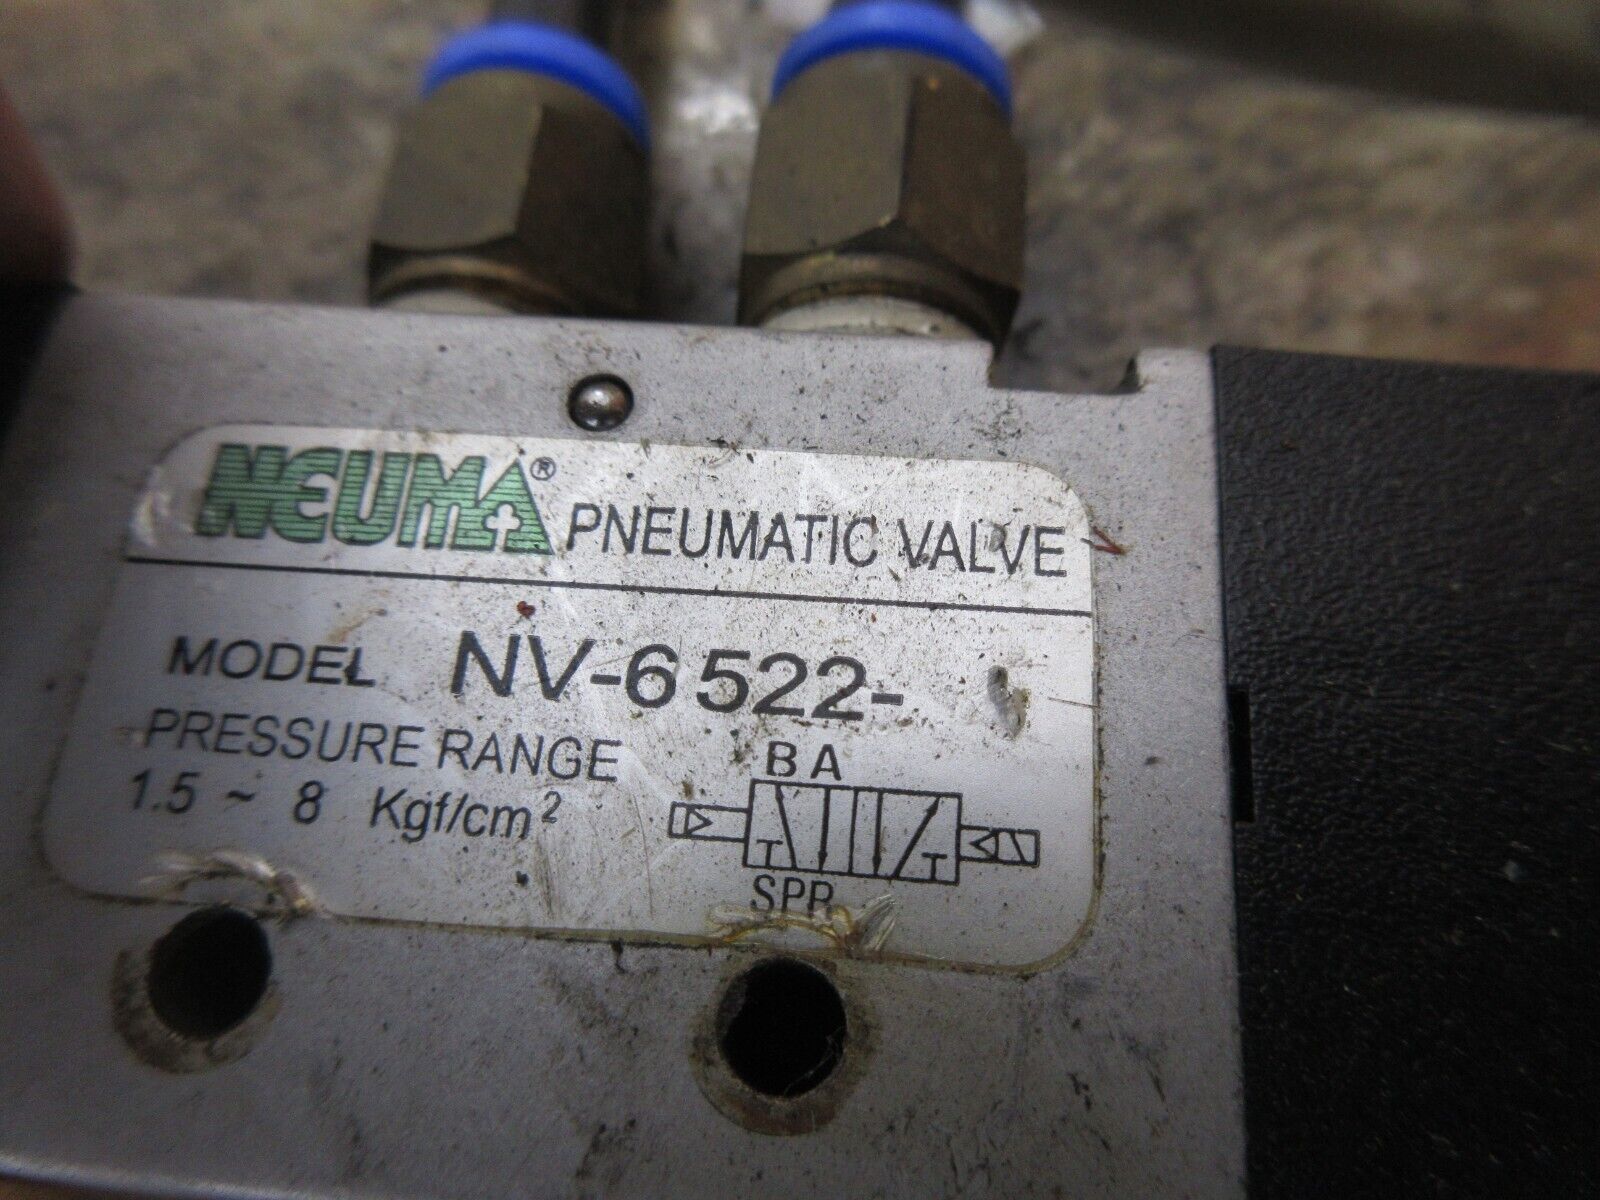 NEUMA® PNEUMATIC VALVE
MODEL NV-6522-
PRESSURE RANGE
1.5 ~ 8 Kgf/cm²
B A
SPR